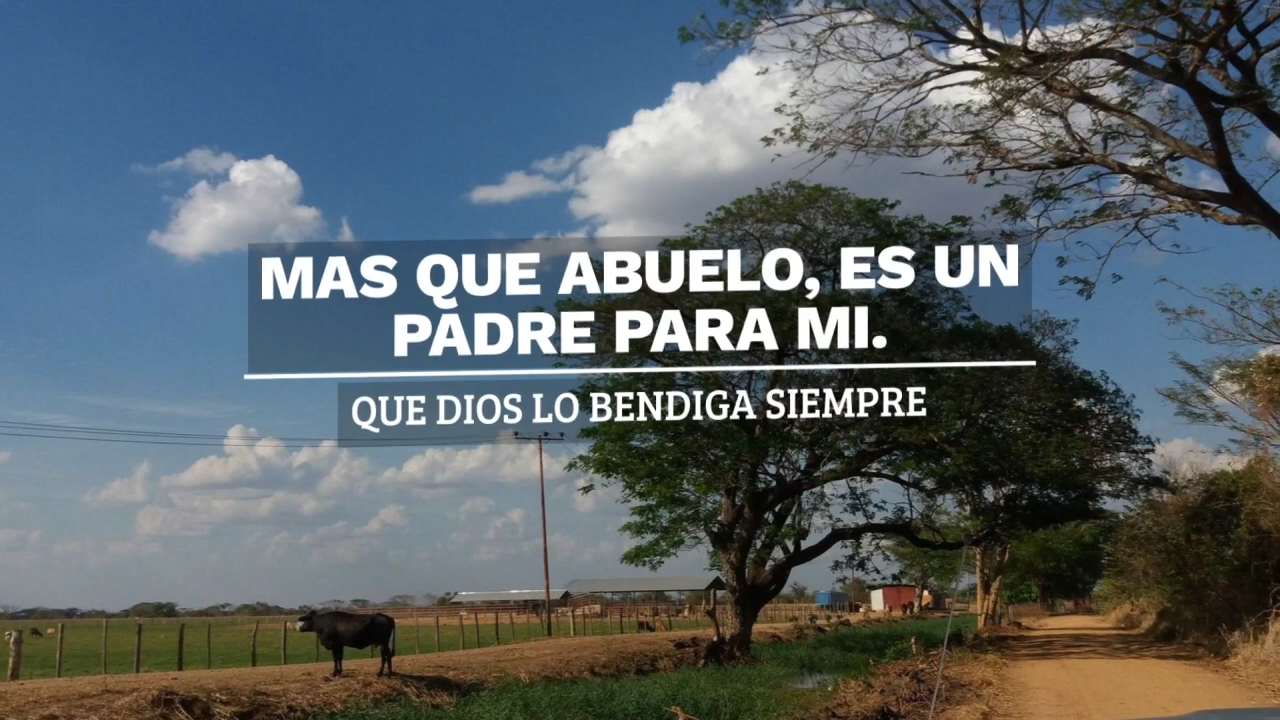 MAS QUE ABUELO, ES UN
PADRE PARA MI.
QUE DIOS LO BENDIGA SIEMPRE